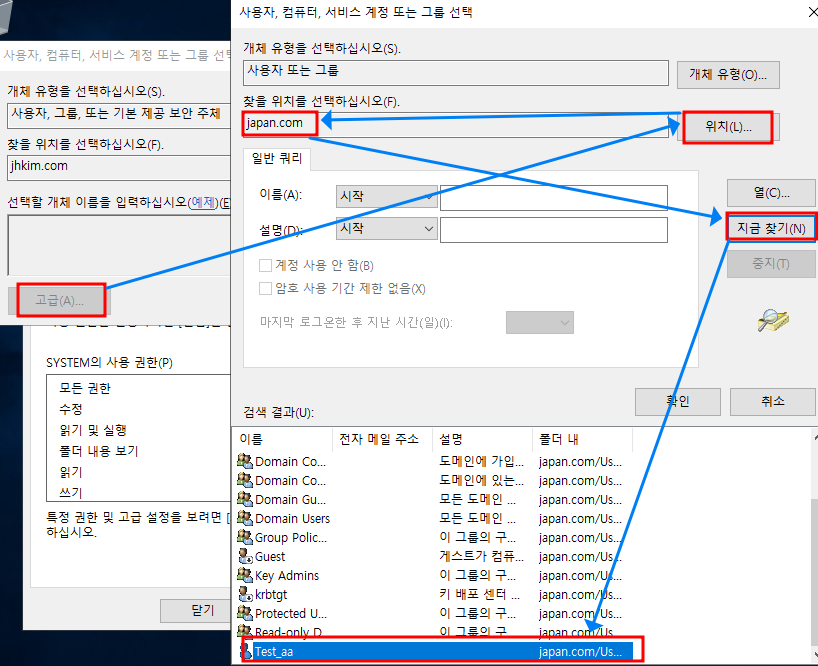 사용자, 컴퓨터, 서비스 계정 또는 그룹 선택
개체 유형을 선택하십시오(S).
사용자 또는 그룹
개체 유형(O)...
찾을 위치를 선택하십시오(F).
japan.com
위치(L)...
일반 쿼리
이름(A):
시작
설명(D):
시작
계정 사용 안 함(B)
암호 사용 기간 제한 없음(X)
마지막 로그온한 후 지난 시간(일)(I):
열(C)...
지금 찾기(N)
중지(T)
확인
취소
검색 결과(U):
이름 전자 메일 주소 설명 폴더 내
Domain Co... 도메인에 가입... japan.com/Us...
Domain Co... 도메인에 있는... japan.com/Us...
Domain Gu... 모든 도메인 ... japan.com/Us...
Domain Users 모든 도메인 ... japan.com/Us...
Group Polic... 이 그룹의 구... japan.com/Us...
Guest 게스트가 컴퓨... japan.com/Us...
Key Admins 이 그룹의 구... japan.com/Us...
krbtgt 키 배포 센터 ... japan.com/Us...
Protected U... 이 그룹의 구... japan.com/Us...
Read-only D 이 그룹의 구 japan.com/Us...
Test_aa japan.com/Us...
사용자, 컴퓨터, 서비스 계정 또는 그룹 선택
개체 유형을 선택하십시오(S).
사용자, 그룹, 또는 기본 제공 보안 주체
찾을 위치를 선택하십시오(F).
jhkim.com
선택할 개체 이름을 입력하십시오(예제)(E)
고급(A)...
SYSTEM의 사용 권한(P)
모든 권한
수정
읽기 및 실행
폴더 내용 보기
읽기
쓰기
특정 권한 및 고급 설정을 보려면 [
하십시오.
닫기